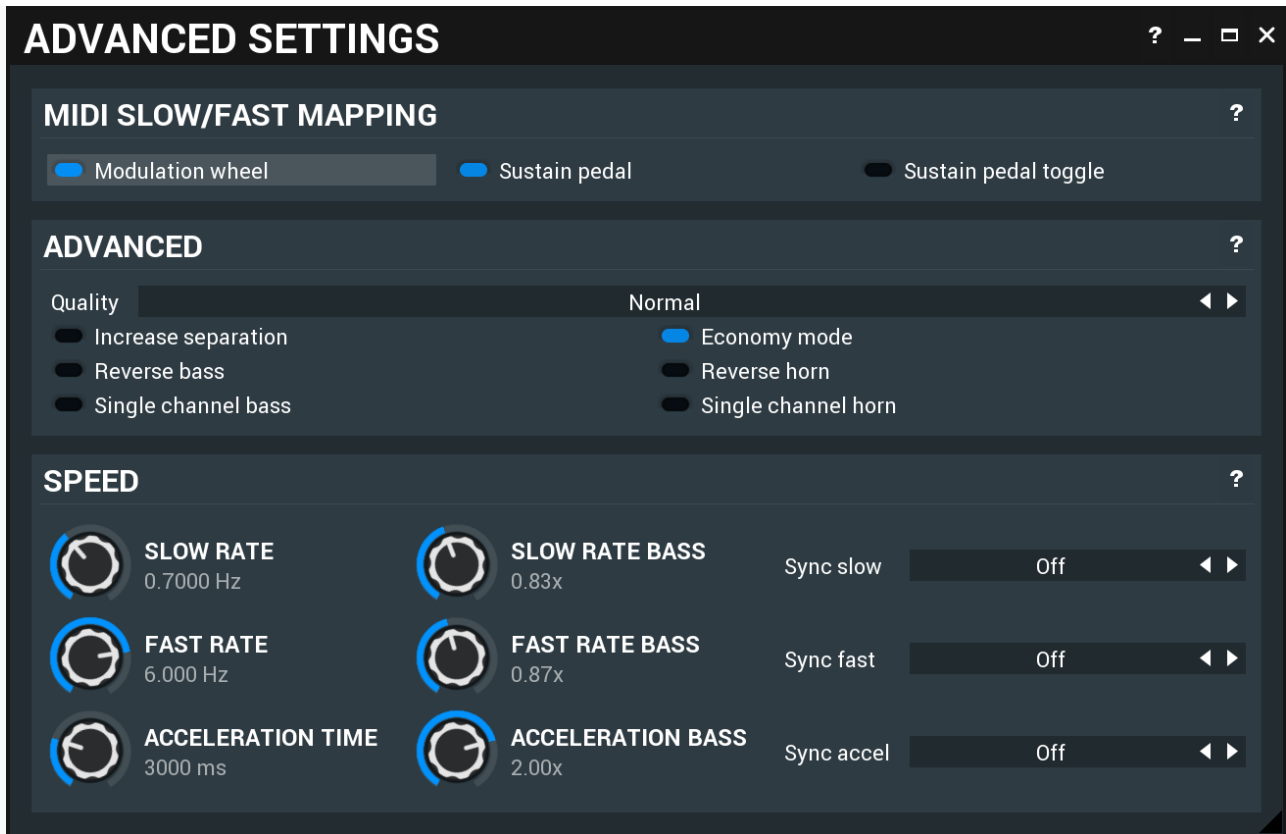 ADVANCED SETTINGS ?
MIDI SLOW/FAST MAPPING ?
Modulation wheel Sustain pedal Sustain pedal toggle
ADVANCED ?
Quality Normal
Increase separation Economy mode
Reverse bass Reverse horn
Single channel bass Single channel horn
SPEED ?
SLOW RATE
0.7000 Hz
SLOW RATE BASS
0.83x
Sync slow Off
FAST RATE
6.000 Hz
FAST RATE BASS
0.87x
Sync fast Off
ACCELERATION TIME
3000 ms
ACCELERATION BASS
2.00x
Sync accel Off